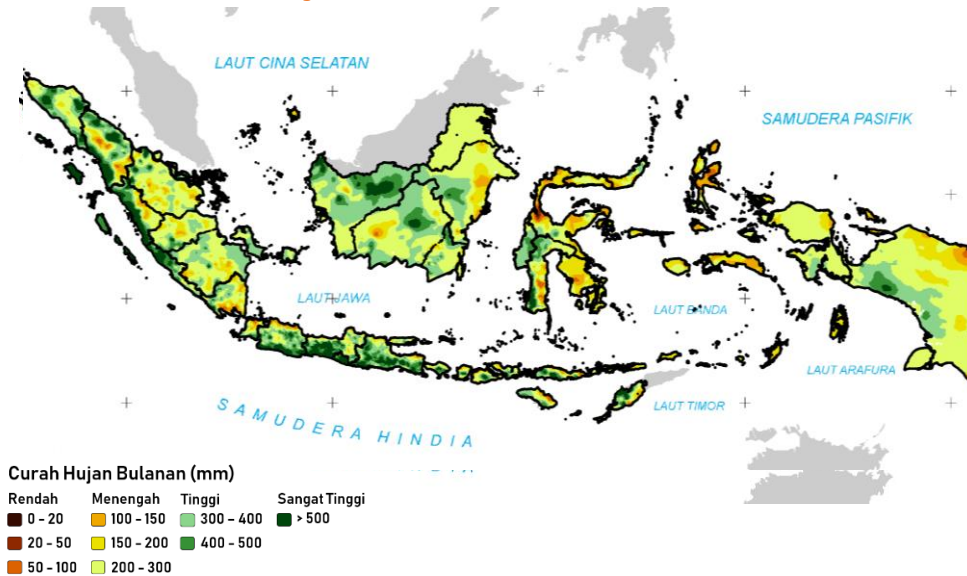 LAUT CINA SELATAN
SAMUDERA PASIFIK
LAUT JAWA
LAUT BANDA
LAUT ARAFURA
LAUT TIMOR
SAMUDERA HINDIA
Curah Hujan Bulanan (mm)
Rendah Menengah Tinggi Sangat Tinggi
0 - 20 100 - 150 300 - 400 > 500
20 - 50 150 - 200 400 - 500
50 - 100 200 - 300